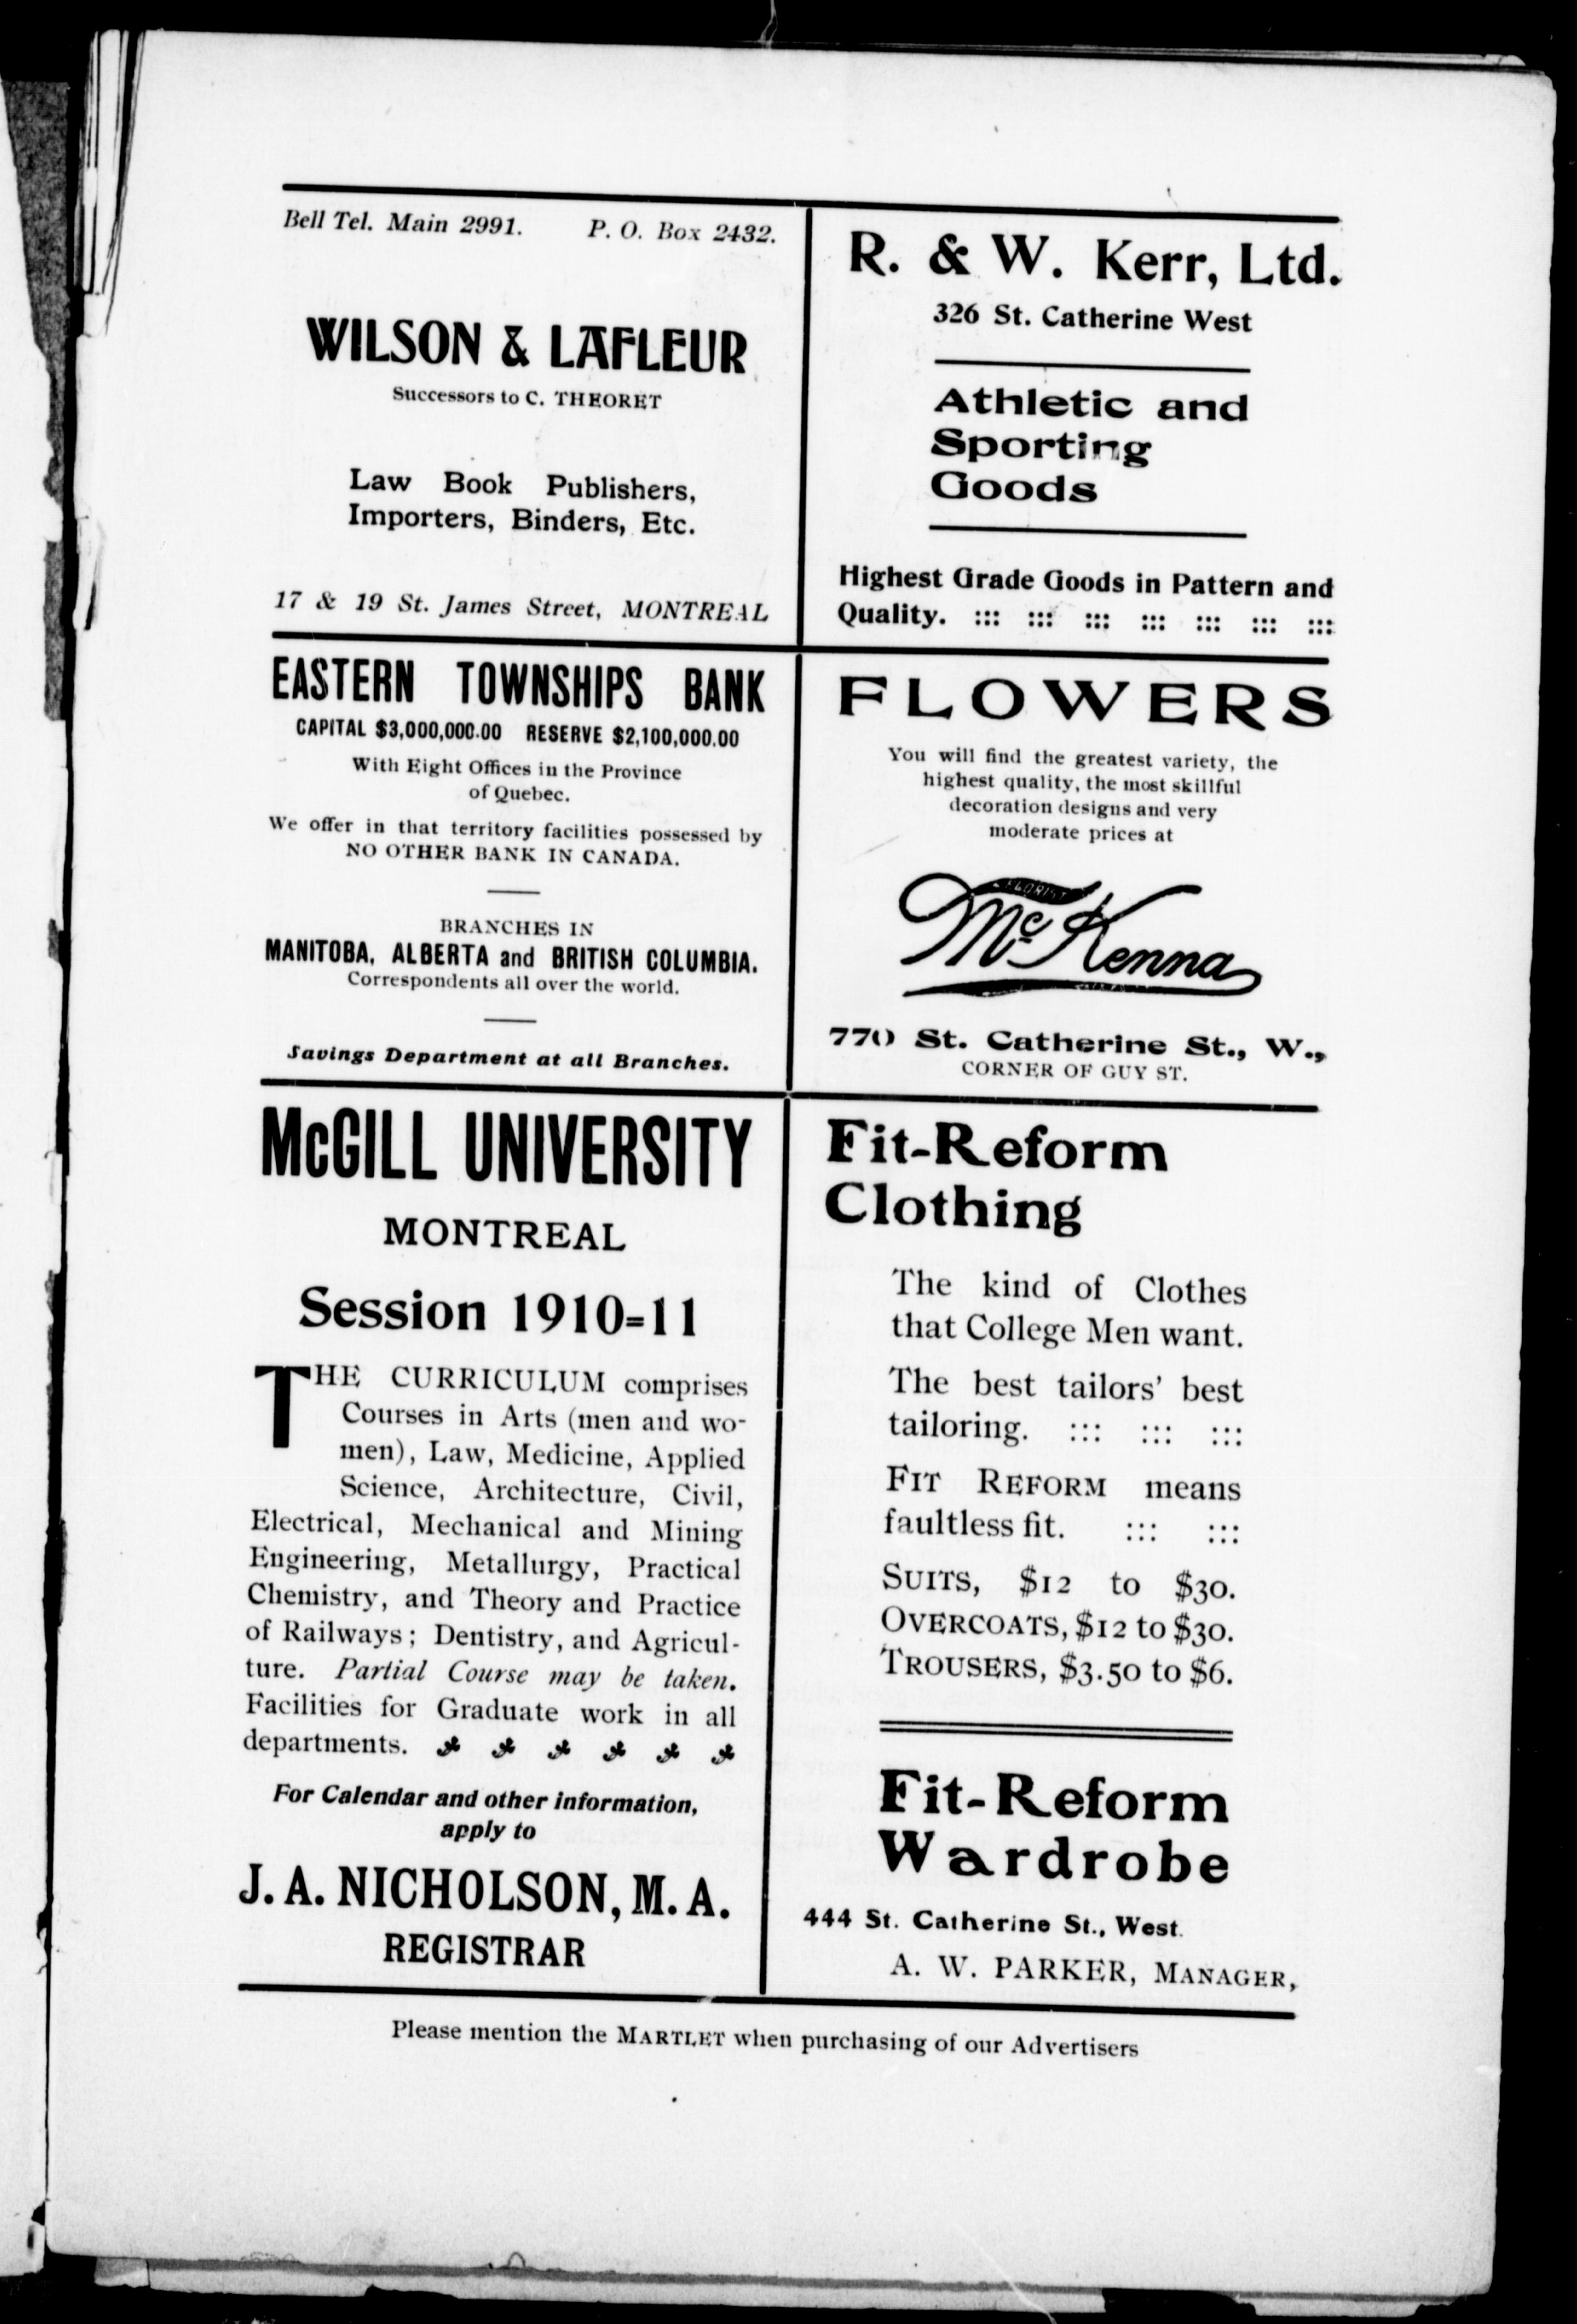 Bell Tel. Main 2991. P. O. Box 2432.
WILSON & LAFLEUR
Successors to C. THEORET
Law Book Publishers,
Importers, Binders, Etc.
17 & 19 St. James Street, MONTREAL
R. & W. Kerr, Ltd.
326 St. Catherine West
Athletic and
Sporting
Goods
Highest Grade Goods in Pattern and
Quality. ::: ::: ::: ::: ::: ::: :::
EASTERN TOWNSHIPS BANK
CAPITAL $3,000,000.00 RESERVE $2,100,000.00
With Eight Offices in the Province
of Quebec.
We offer in that territory facilities possessed by
NO OTHER BANK IN CANADA.
BRANCHES IN
MANITOBA, ALBERTA and BRITISH COLUMBIA.
Correspondents all over the world.
Savings Department at all Branches.
FLOWERS
You will find the greatest variety, the
highest quality, the most skillful
decoration designs and very
moderate prices at
FLORIST
McKenna
770 St. Catherine St., W.,
CORNER OF GUY ST.
McGILL UNIVERSITY
MONTREAL
Session 1910=11
THE CURRICULUM comprises
Courses in Arts (men and wo-
men), Law, Medicine, Applied
Science, Architecture, Civil,
Electrical, Mechanical and Mining
Engineering, Metallurgy, Practical
Chemistry, and Theory and Practice
of Railways; Dentistry, and Agricul-
ture. Partial Course may be taken.
Facilities for Graduate work in all
departments.
For Calendar and other information,
apply to
J. A. NICHOLSON, M. A.
REGISTRAR
Fit-Reform
Clothing
The kind of Clothes
that College Men want.
The best tailors' best
tailoring. ::: ::: :::
FIT REFORM means
faultless fit. ::: :::
SUITS, $12 to $30.
OVERCOATS, $12 to $30.
TROUSERS, $3.50 to $6.
Fit-Reform
Wardrobe
444 St. Catherine St., West.
A. W. PARKER, MANAGER,
Please mention the MARTLET when purchasing of our Advertisers